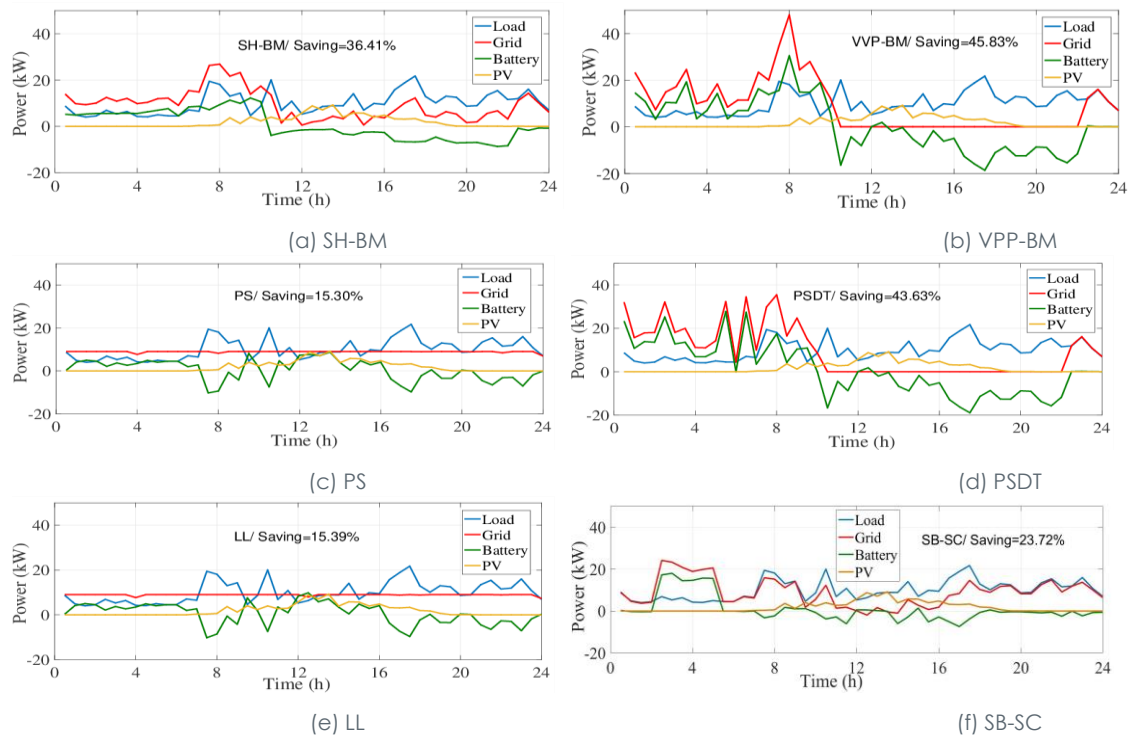 SH-BM/ Saving=36.41%
Load
Grid
Battery
PV
Power (kW)
40
20
0
-20
0 4 8 12 16 20 24
Time (h)
(a) SH-BM
VVP-BM/ Saving=45.83%
Load
Grid
Battery
PV
Power (kW)
40
20
0
-20
0 4 8 12 16 20 24
Time (h)
(b) VPP-BM
PS/ Saving=15.30%
Load
Grid
Battery
PV
Power (kW)
40
20
0
-20
0 4 8 12 16 20 24
Time (h)
(c) PS
PSDT/ Saving=43.63%
Load
Grid
Battery
PV
Power (kW)
40
20
0
-20
0 4 8 12 16 20 24
Time (h)
(d) PSDT
LL/ Saving=15.39%
Load
Grid
Battery
PV
Power (kW)
40
20
0
-20
0 4 8 12 16 20 24
Time (h)
(e) LL
SB-SC/ Saving=23.72%
Load
Grid
Battery
PV
Power (kW)
40
20
0
-20
0 4 8 12 16 20 24
Time (h)
(f) SB-SC